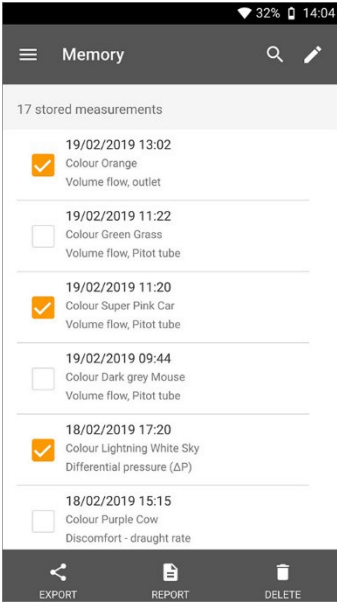 32% 14:04
Memory
17 stored measurements
19/02/2019 13:02
Colour Orange
Volume flow, outlet
19/02/2019 11:22
Colour Green Grass
Volume flow, Pitot tube
19/02/2019 11:20
Colour Super Pink Car
Volume flow, Pitot tube
19/02/2019 09:44
Colour Dark grey Mouse
Volume flow, Pitot tube
18/02/2019 17:20
Colour Lightning White Sky
Differential pressure (ΔP)
18/02/2019 15:15
Colour Purple Cow
Discomfort - draught rate
EXPORT REPORT DELETE